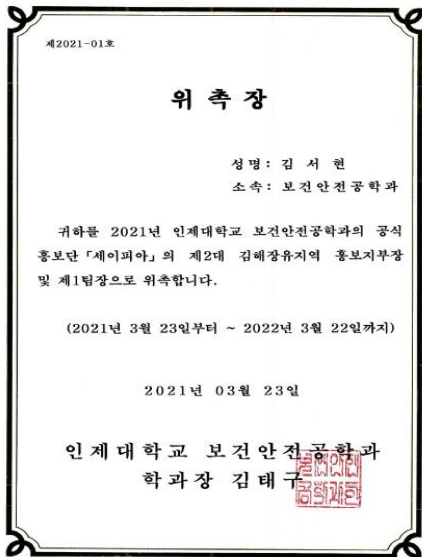 제2021-01호
위 촉 장
성명: 김 서 현
소속: 보건안전공학과
귀하를 2021년 인제대학교 보건안전공학과의 공식
홍보단 「세이피아」의 제2대 김해장유지역 홍보지부장
및 제1팀장으로 위촉합니다.
(2021년 3월 23일부터 ~ 2022년 3월 22일까지)
2021년 03월 23일
인제대학교 보건안전공학과
학과장 김태구